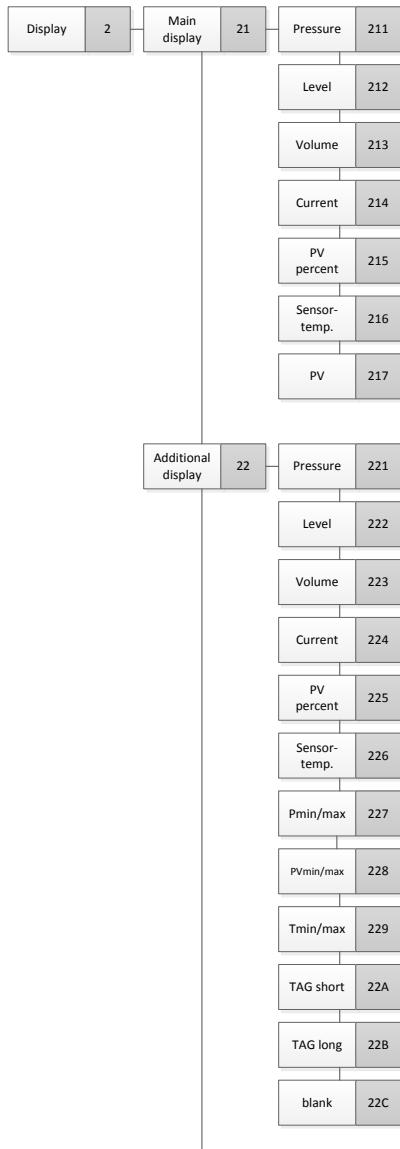 Display 2 Main display 21 Pressure 211
Level 212
Volume 213
Current 214
PV percent 215
Sensor-temp. 216
PV 217
Additional display 22 Pressure 221
Level 222
Volume 223
Current 224
PV percent 225
Sensor-temp. 226
Pmin/max 227
PVmin/max 228
Tmin/max 229
TAG short 22A
TAG long 22B
blank 22C